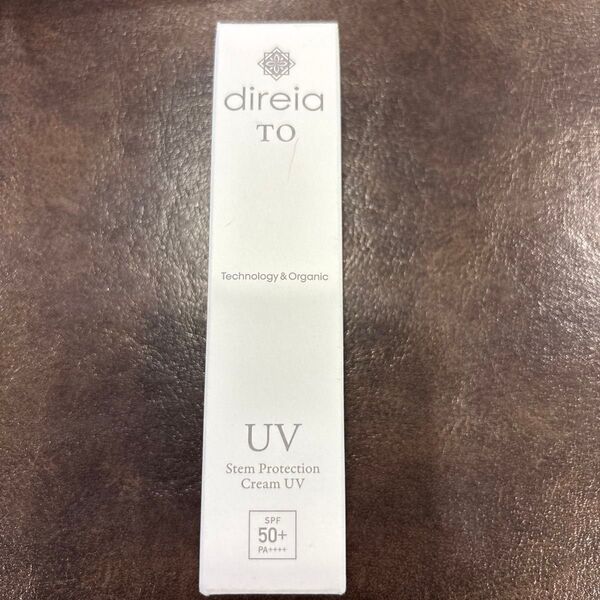 direia
TO
Technology&Organic
UV
Stem Protection
Cream UV
SPF
50+
PA++++